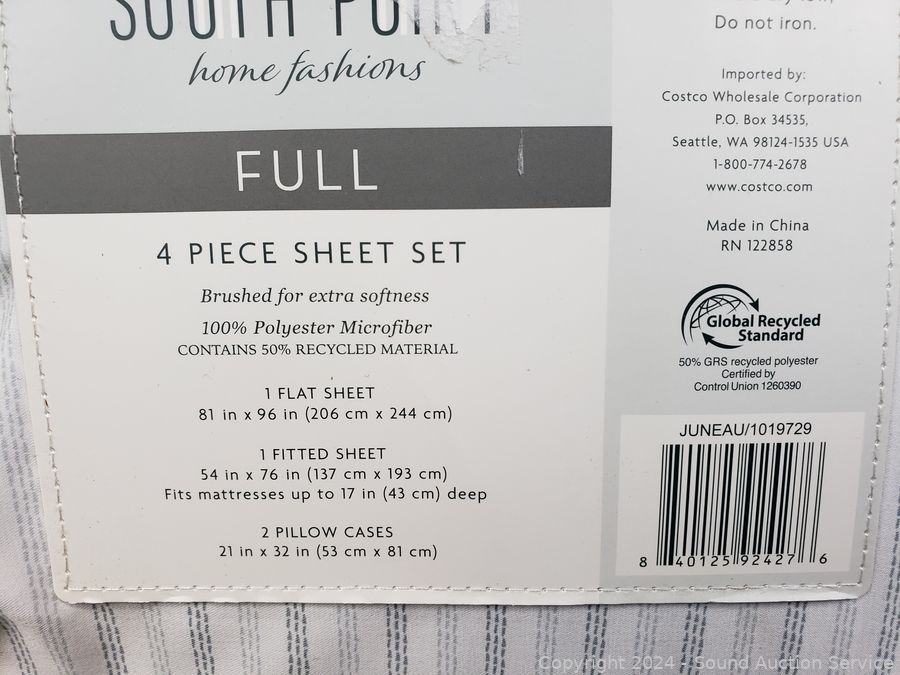 SOUTH POINT
home fashions
FULL
4 PIECE SHEET SET
Brushed for extra softness
100% Polyester Microfiber
CONTAINS 50% RECYCLED MATERIAL
1 FLAT SHEET
81 in x 96 in (206 cm x 244 cm)
1 FITTED SHEET
54 in x 76 in (137 cm x 193 cm)
Fits mattresses up to 17 in (43 cm) deep
2 PILLOW CASES
21 in x 32 in (53 cm x 81 cm)
Do not iron.
Imported by:
Costco Wholesale Corporation
P.O. Box 34535,
Seattle, WA 98124-1535 USA
1-800-774-2678
www.costco.com
Made in China
RN 122858
Global Recycled
Standard
50% GRS recycled polyester
Certified by
Control Union 1260390
JUNEAU/1019729
8 40125 92427 6
Copyright 2024 - Sound Auction Service